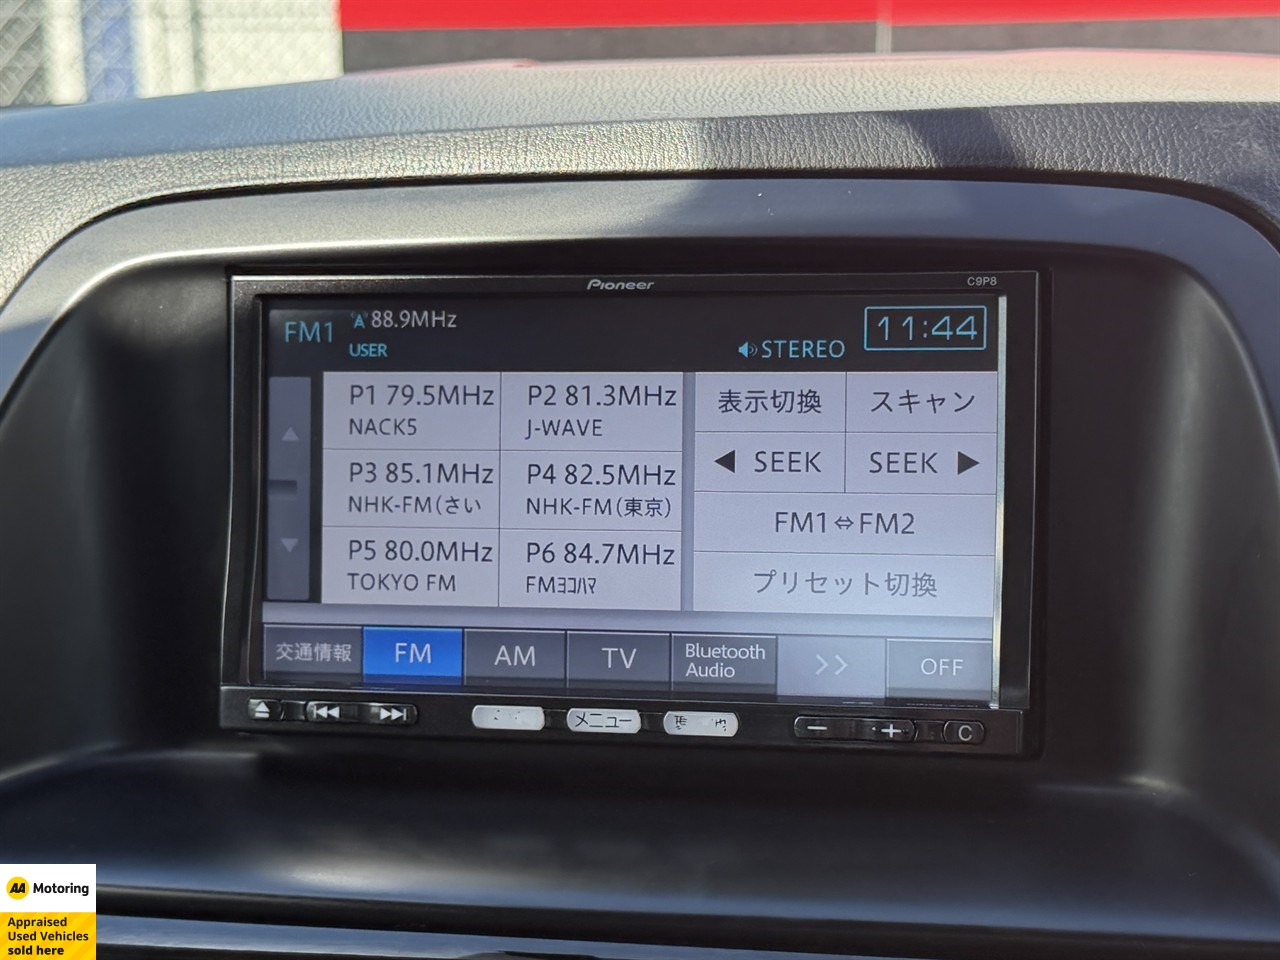 Pioneer
C9P8
FM1
88.9MHz
USER
STEREO
11:44
P1 79.5MHz
NACK5
P2 81.3MHz
J-WAVE
P3 85.1MHz
NHK-FM(さい
P4 82.5MHz
NHK-FM(東京)
P5 80.0MHz
TOKYO FM
P6 84.7MHz
FMﾖｺﾊﾏ
表示切換
スキャン
◀ SEEK
SEEK ▶
FM1⇔FM2
プリセット切換
交通情報
FM
AM
TV
Bluetooth
Audio
>>
OFF
メニュー
− +
C
AA Motoring
Appraised
Used Vehicles
sold here